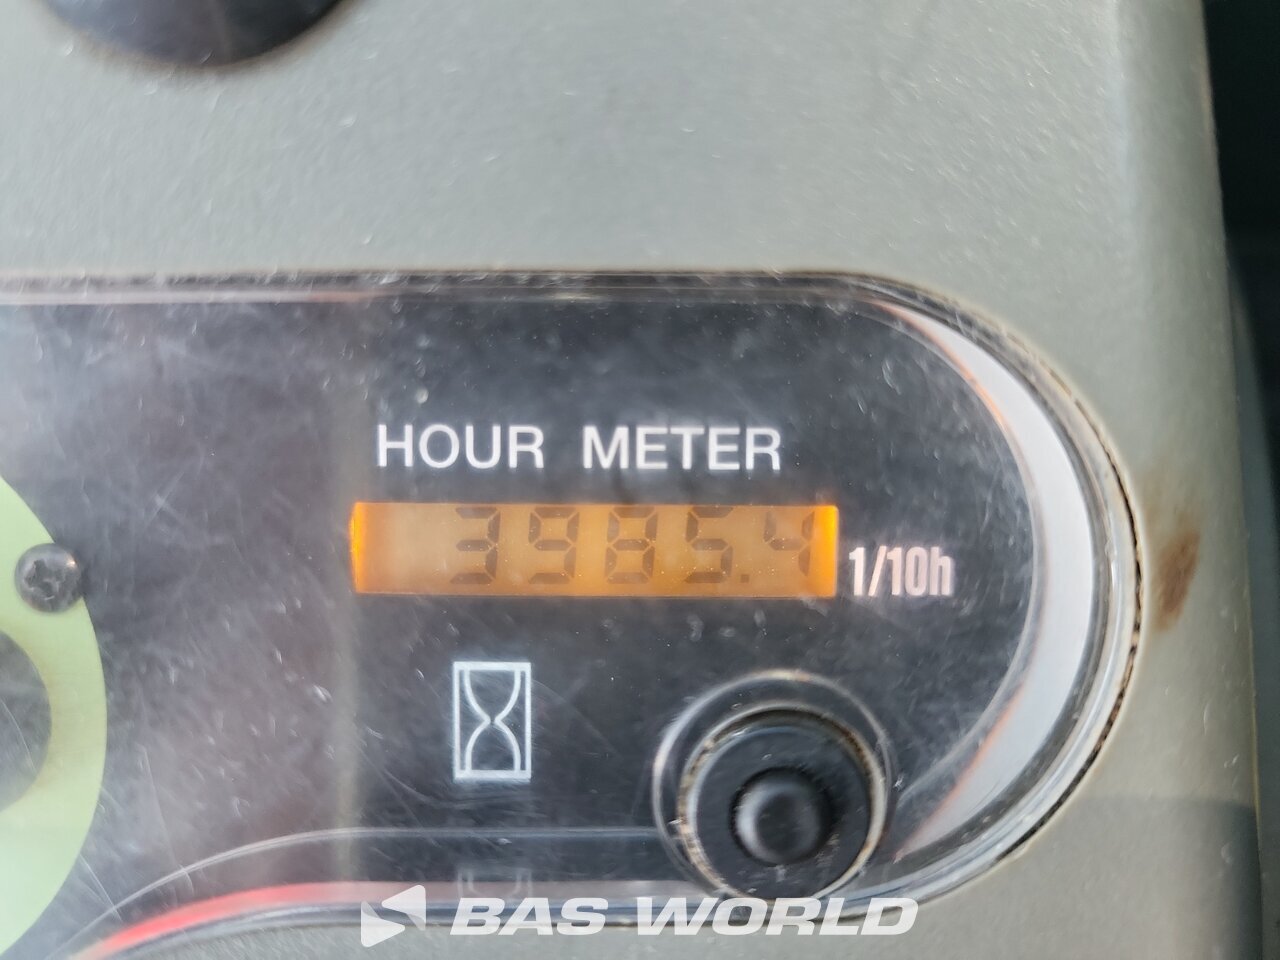 HOUR METER
3985.4 1/10h
BAS WORLD